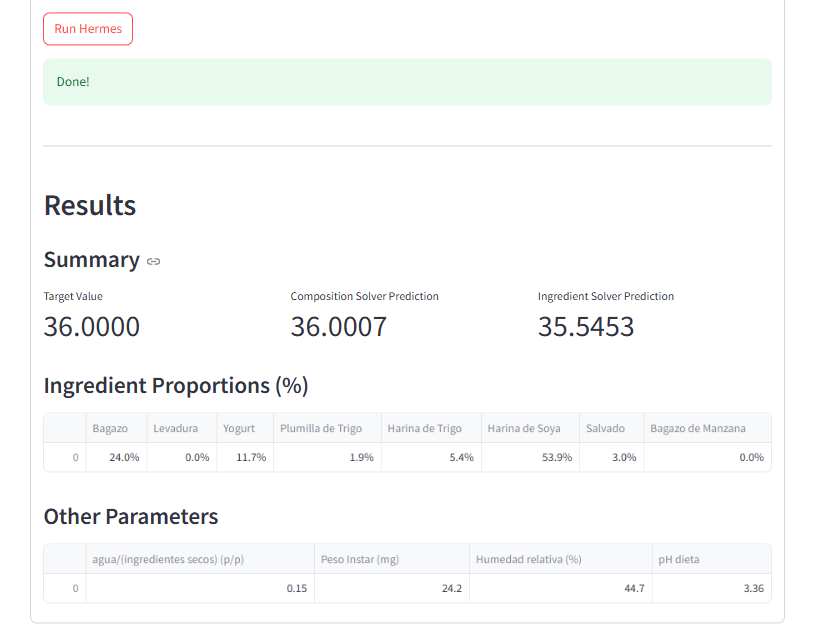 Run Hermes
Done!
Results
Summary
Target Value Composition Solver Prediction Ingredient Solver Prediction
36.0000 36.0007 35.5453
Ingredient Proportions (%)
Bagazo Levadura Yogurt Plumilla de Trigo Harina de Trigo Harina de Soya Salvado Bagazo de Manzana
0 24.0% 0.0% 11.7% 1.9% 5.4% 53.9% 3.0% 0.0%
Other Parameters
agua/(ingredientes secos) (p/p) Peso Instar (mg) Humedad relativa (%) pH dieta
0 0.15 24.2 44.7 3.36